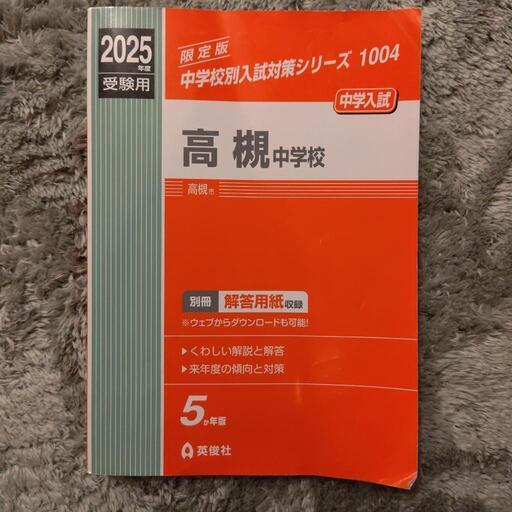 2025年度
受験用
限定版
中学校別入試対策シリーズ 1004
中学入試
高槻中学校
高槻市
別冊 解答用紙収録
※ウェブからダウンロードも可能!
▶くわしい解説と解答
▶来年度の傾向と対策
5か年版
英俊社